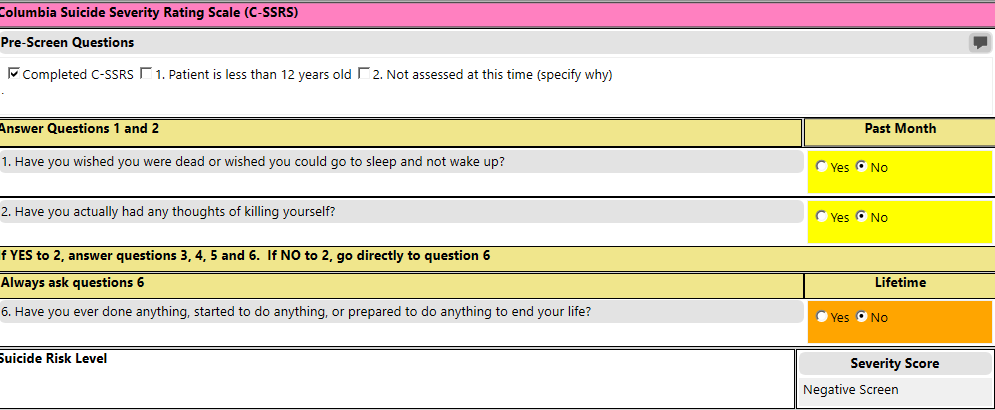 Columbia Suicide Severity Rating Scale (C-SSRS)
Pre-Screen Questions
Completed C-SSRS 1. Patient is less than 12 years old 2. Not assessed at this time (specify why)
.
Answer Questions 1 and 2 Past Month
1. Have you wished you were dead or wished you could go to sleep and not wake up? Yes No
2. Have you actually had any thoughts of killing yourself? Yes No
If YES to 2, answer questions 3, 4, 5 and 6. If NO to 2, go directly to question 6
Always ask questions 6 Lifetime
6. Have you ever done anything, started to do anything, or prepared to do anything to end your life? Yes No
Suicide Risk Level Severity Score
Negative Screen